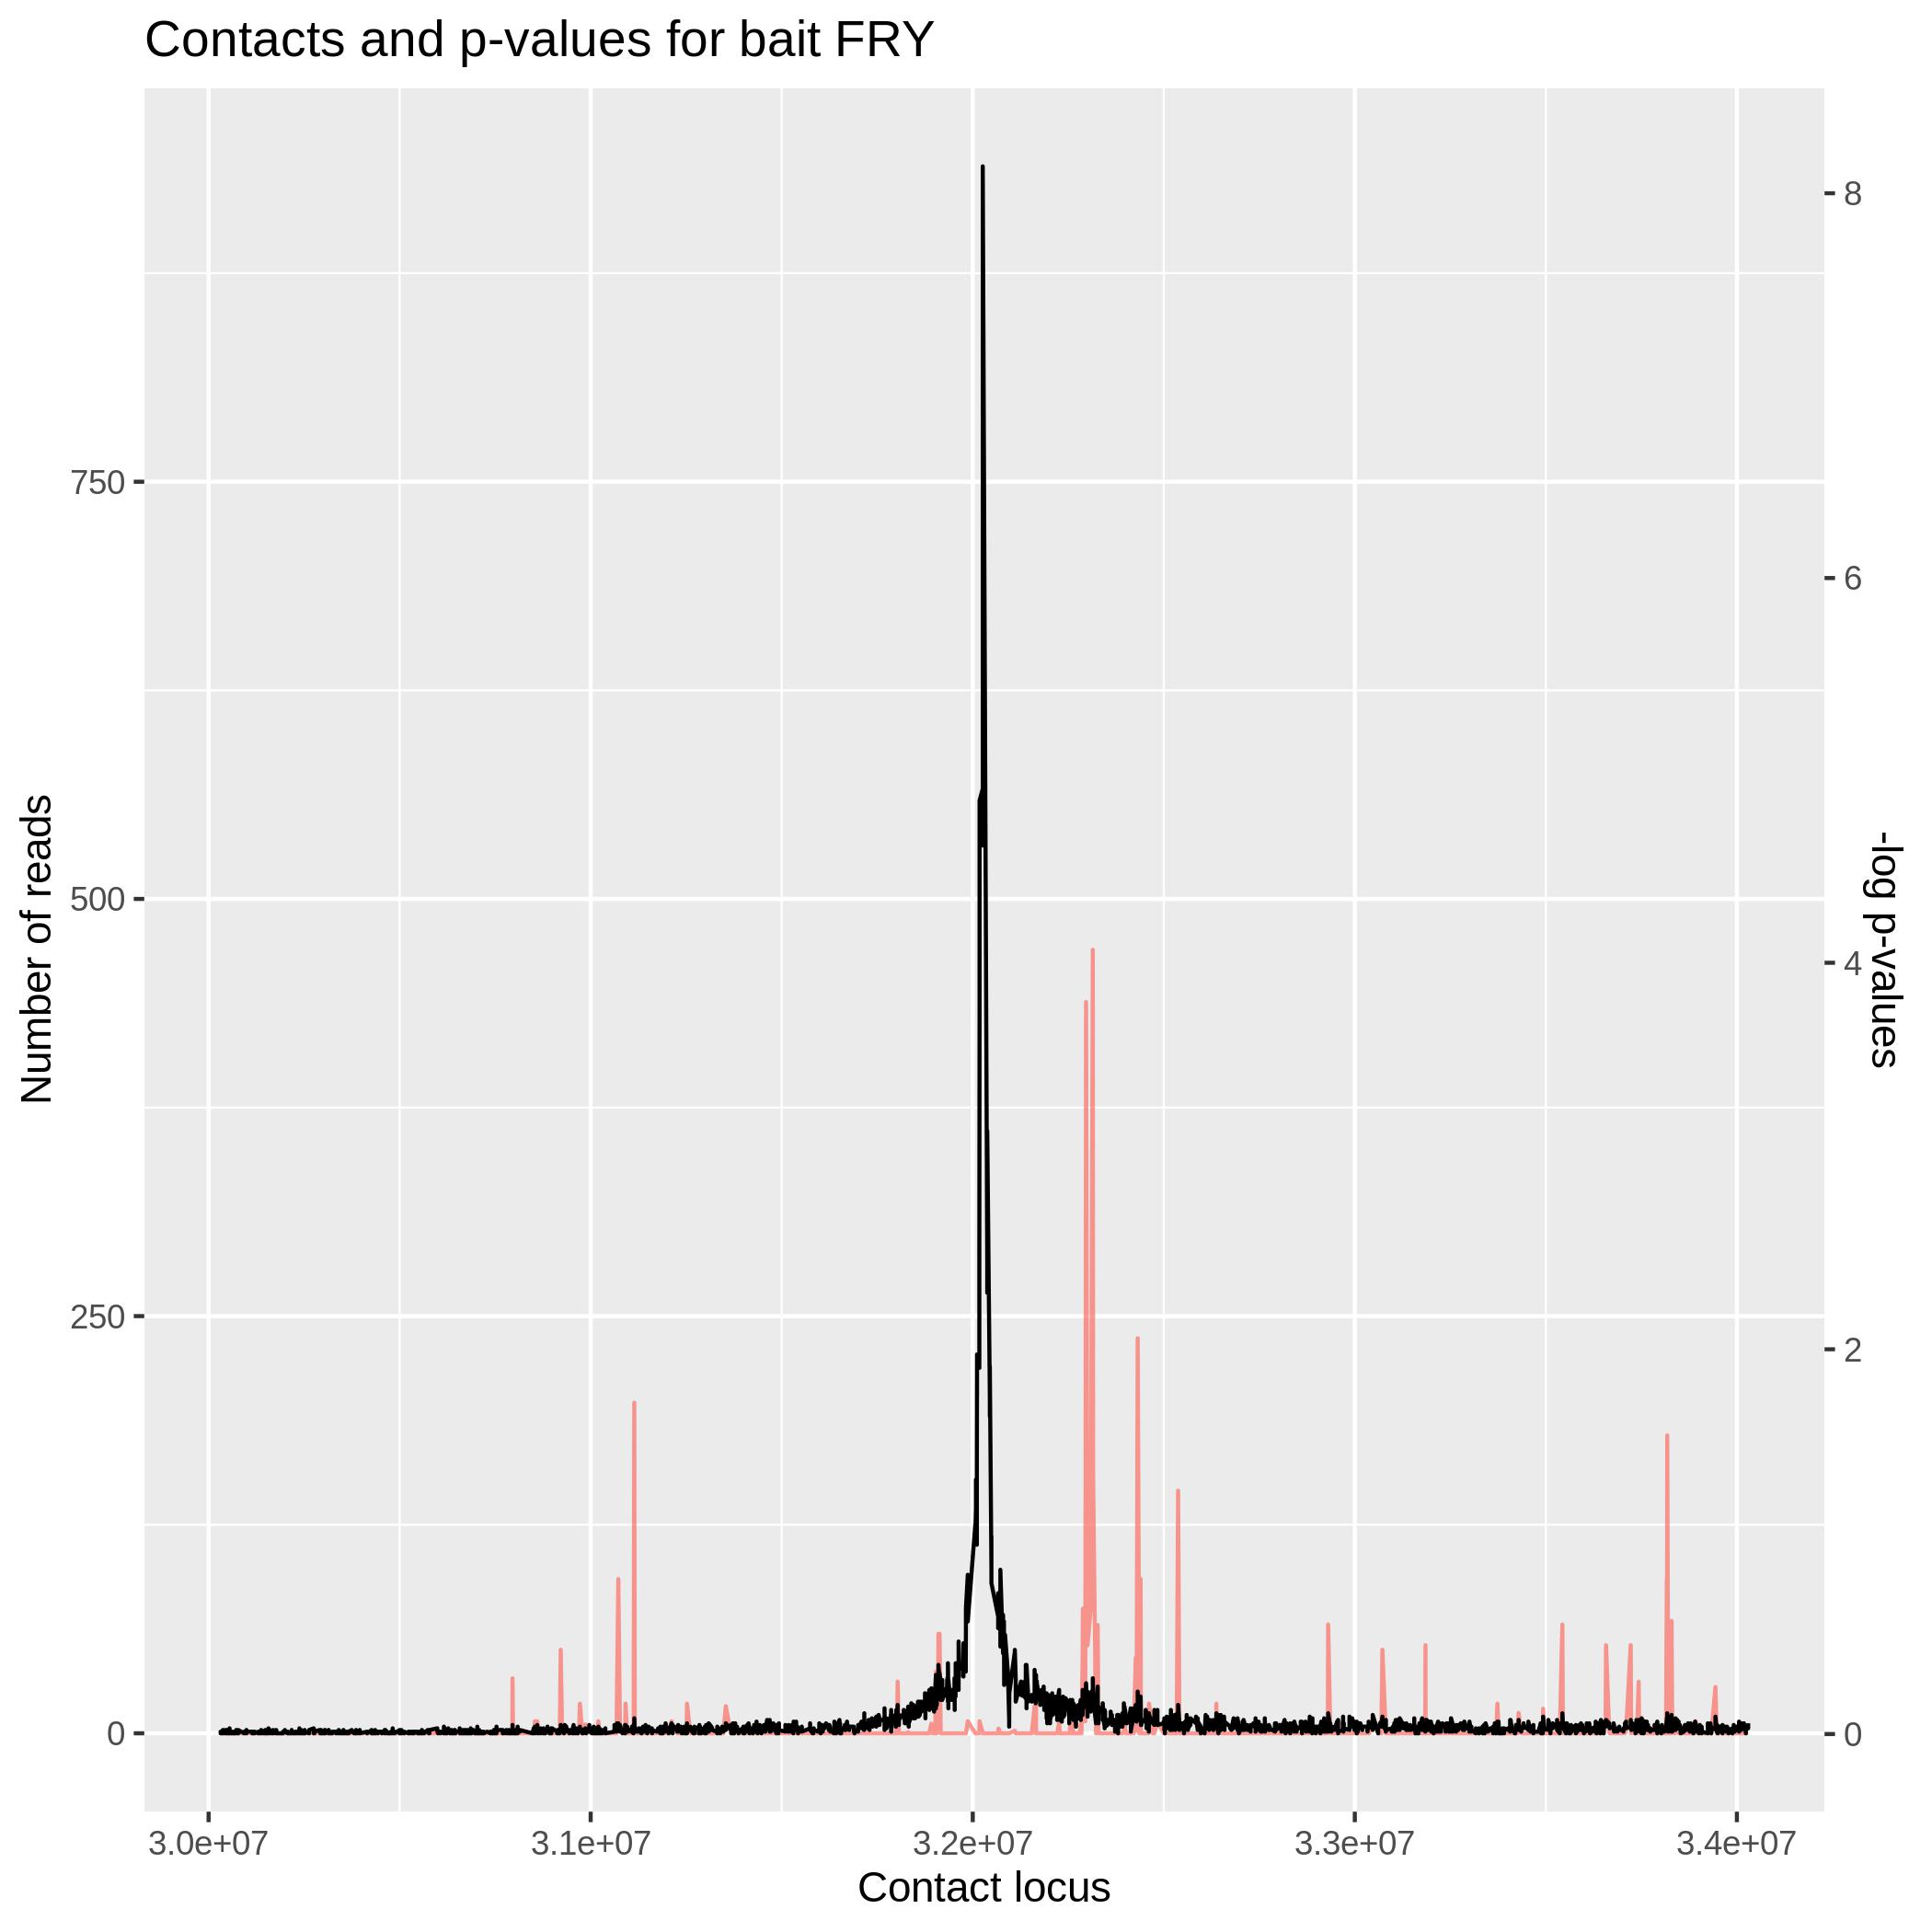 Contacts and p-values for bait FRY
8
750
6
Number of reads
-log p-values
500
4
250
2
0
0
3.0e+07
3.1e+07
3.2e+07
3.3e+07
3.4e+07
Contact locus